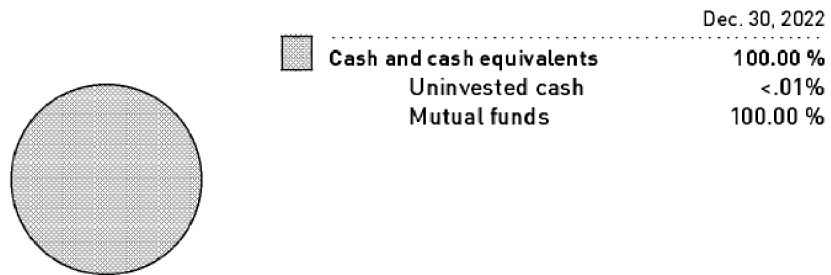 Dec. 30, 2022
Cash and cash equivalents 100.00 %
Uninvested cash <.01%
Mutual funds 100.00 %